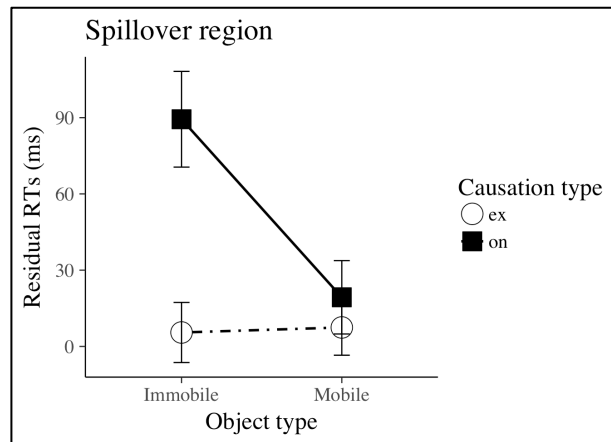 Spillover region
Residual RTs (ms)
90
60
30
0
Immobile
Mobile
Object type
Causation type
ex
on